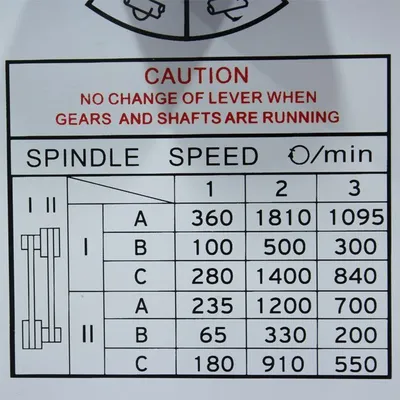 CAUTION
NO CHANGE OF LEVER WHEN
GEARS AND SHAFTS ARE RUNNING
SPINDLE SPEED /min
1 2 3
I II
I
A 360 1810 1095
B 100 500 300
C 280 1400 840
II
A 235 1200 700
B 65 330 200
C 180 910 550